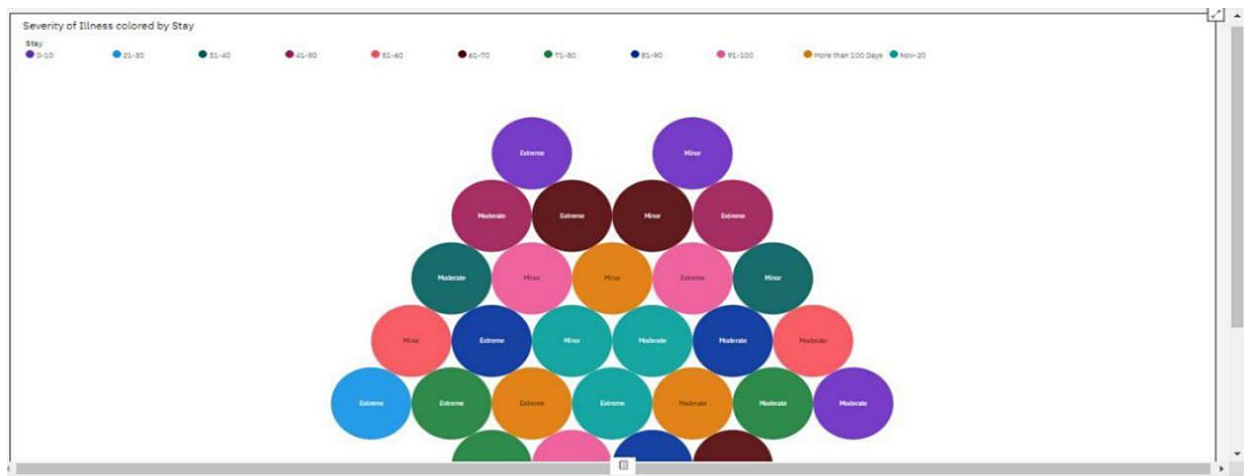 Severity of Illness colored by Stay
Stay
0-10 21-30 31-40 41-50 51-60 61-70 71-80 81-90 91-100 More than 100 Days Nov-20
Extreme Minor
Moderate Extreme Minor Extreme
Moderate Minor Minor Extreme Minor
Minor Extreme Minor Moderate Moderate Moderate
Extreme Extreme Extreme Extreme Moderate Moderate Moderate